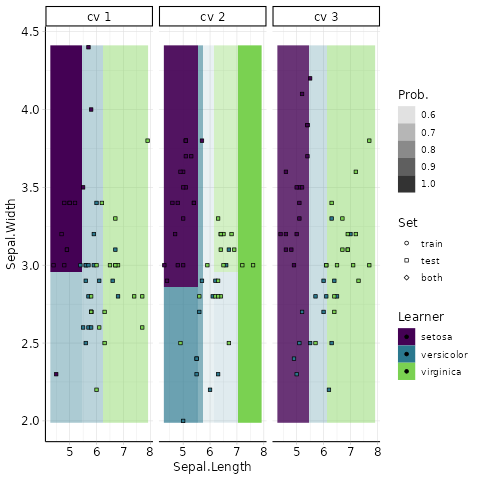 cv 1 cv 2 cv 3
4.5
4.0
3.5
3.0
2.5
2.0
Sepal.Width
5 6 7 8 5 6 7 8 5 6 7 8
Sepal.Length
Prob.
0.6
0.7
0.8
0.9
1.0
Set
train
test
both
Learner
setosa
versicolor
virginica